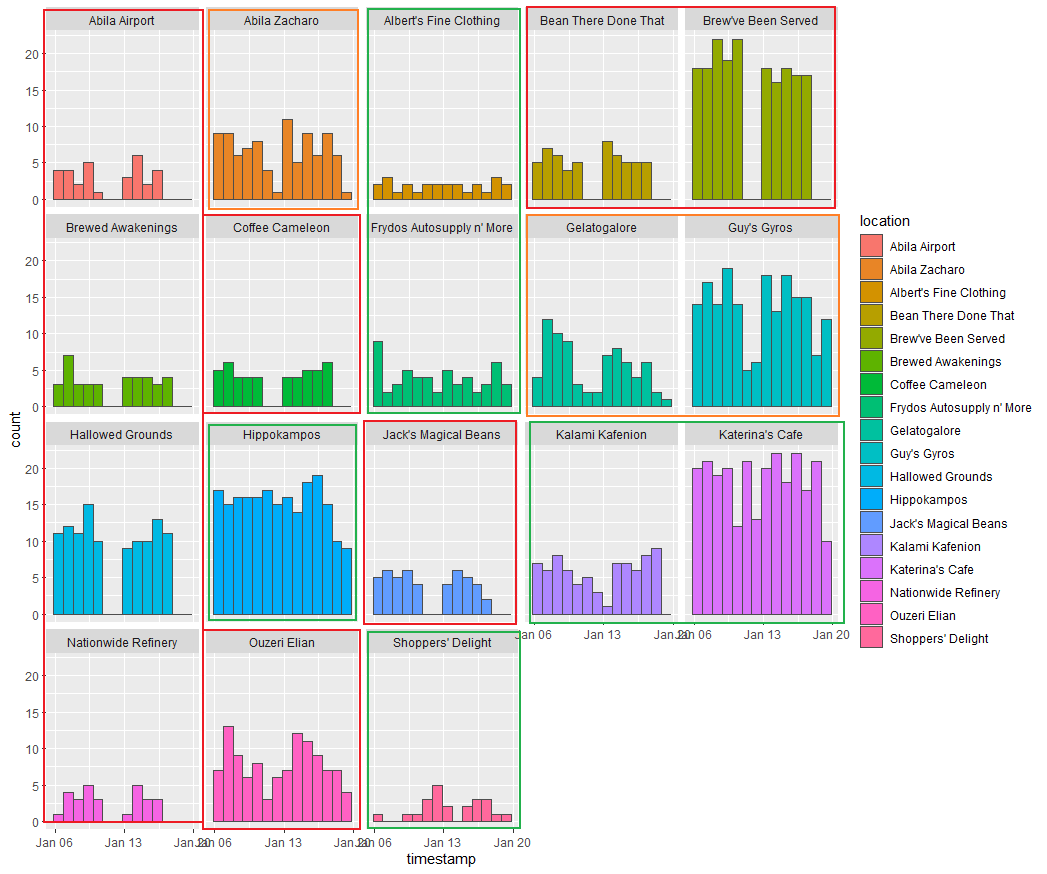 Abila Airport Abila Zacharo Albert's Fine Clothing Bean There Done That Brew've Been Served
20
15
10
5
0
Brewed Awakenings Coffee Cameleon Frydos Autosupply n' More Gelatogalore Guy's Gyros
20
15
10
5
0
Hallowed Grounds Hippokampos Jack's Magical Beans Kalami Kafenion Katerina's Cafe
20
15
10
5
0
Jan 06 Jan 13 Jan 20 Jan 06 Jan 13 Jan 20
Nationwide Refinery Ouzeri Elian Shoppers' Delight
20
15
10
5
0
Jan 06 Jan 13 Jan 20 Jan 06 Jan 13 Jan 20 Jan 06 Jan 13 Jan 20
timestamp
count
location
Abila Airport
Abila Zacharo
Albert's Fine Clothing
Bean There Done That
Brew've Been Served
Brewed Awakenings
Coffee Cameleon
Frydos Autosupply n' More
Gelatogalore
Guy's Gyros
Hallowed Grounds
Hippokampos
Jack's Magical Beans
Kalami Kafenion
Katerina's Cafe
Nationwide Refinery
Ouzeri Elian
Shoppers' Delight